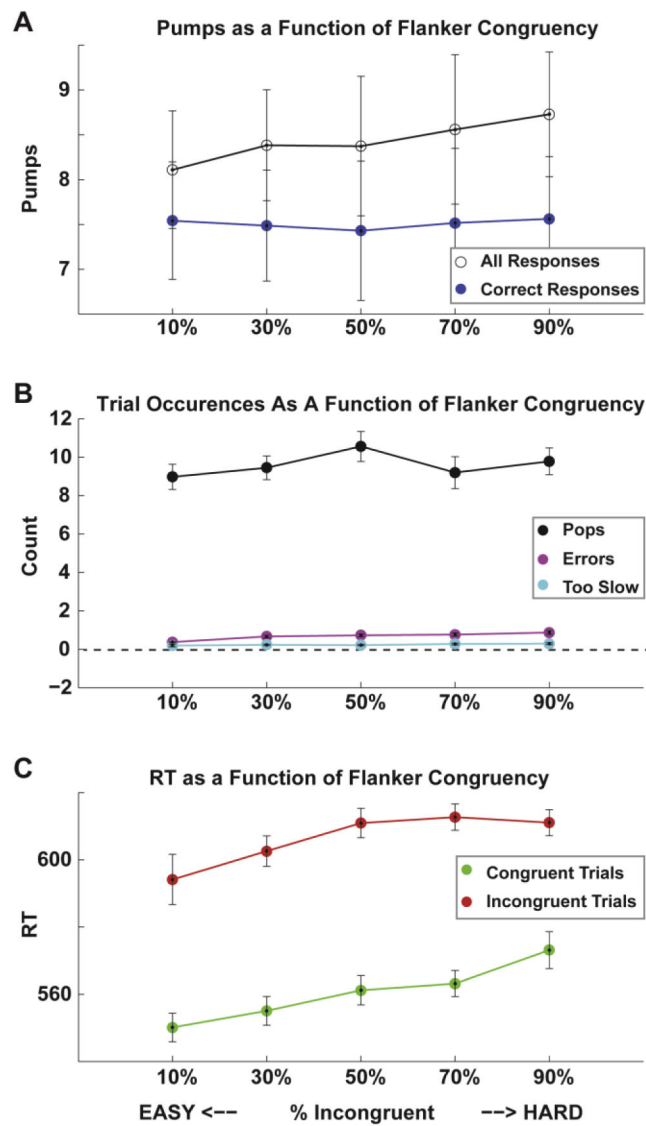 A
Pumps as a Function of Flanker Congruency
9
8
7
Pumps
All Responses
Correct Responses
10% 30% 50% 70% 90%
B
Trial Occurences As A Function of Flanker Congruency
12
10
8
6
4
2
0
−2
Count
Pops
Errors
Too Slow
10% 30% 50% 70% 90%
C
RT as a Function of Flanker Congruency
600
560
RT
Congruent Trials
Incongruent Trials
10% 30% 50% 70% 90%
EASY <-- % Incongruent --> HARD